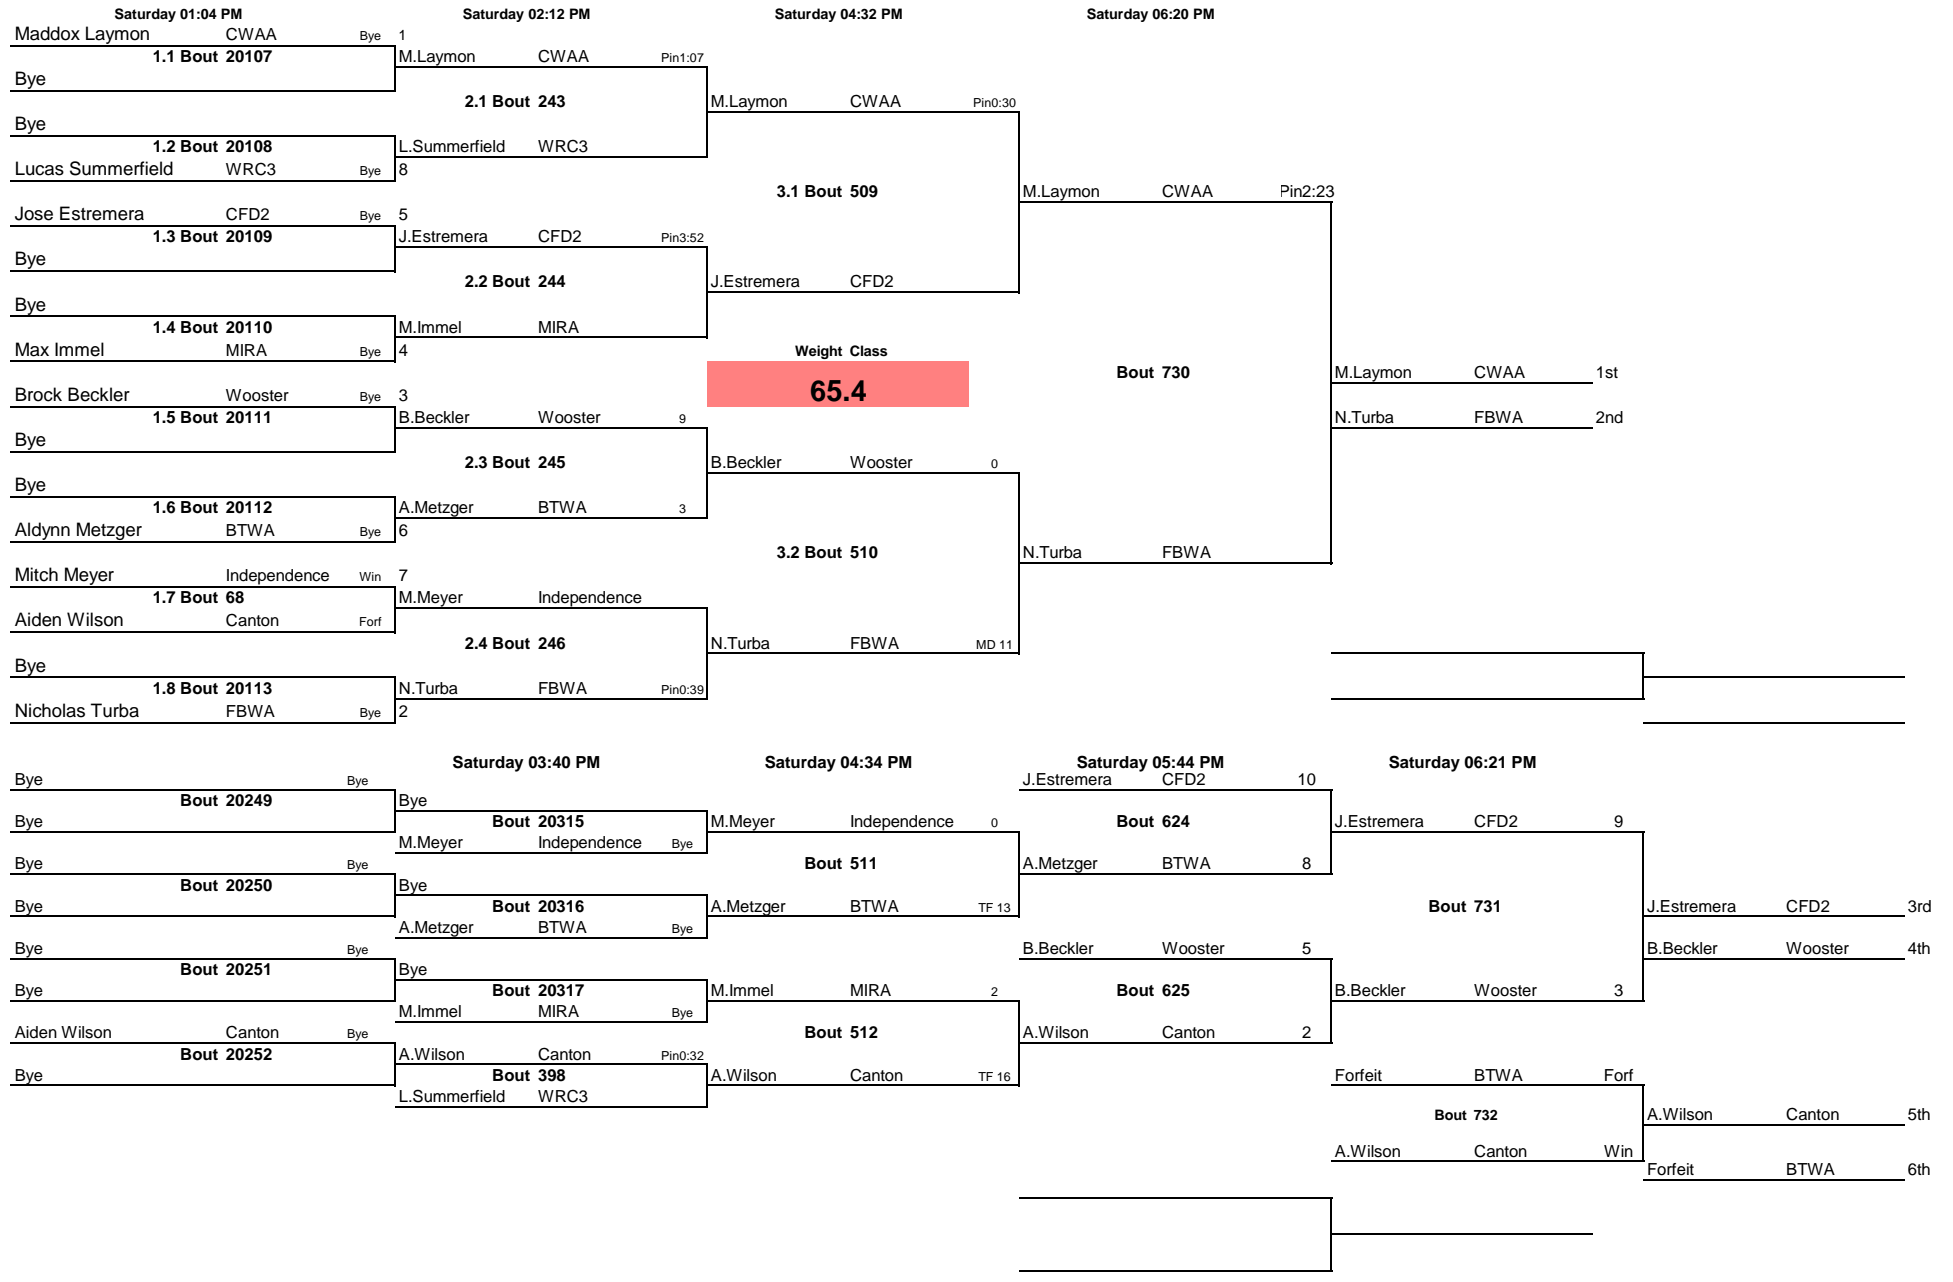 Saturday 01:04 PM Saturday 02:12 PM Saturday 04:32 PM Saturday 06:20 PM
Maddox Laymon CWAA Bye 1
1.1 Bout 20107 M.Laymon CWAA Pin1:07
Bye
2.1 Bout 243 M.Laymon CWAA Pin0:30
Bye
1.2 Bout 20108 L.Summerfield WRC3
Lucas Summerfield WRC3 Bye 8
3.1 Bout 509 M.Laymon CWAA Pin2:23
Jose Estremera CFD2 Bye 5
1.3 Bout 20109 J.Estremera CFD2 Pin3:52
Bye
2.2 Bout 244 J.Estremera CFD2
Bye
1.4 Bout 20110 M.Immel MIRA
Max Immel MIRA Bye 4 Weight Class
Bout 730 M.Laymon CWAA 1st
65.4
Brock Beckler Wooster Bye 3
1.5 Bout 20111 B.Beckler Wooster 9 N.Turba FBWA 2nd
Bye
2.3 Bout 245 B.Beckler Wooster 0
Bye
1.6 Bout 20112 A.Metzger BTWA 3
Aldynn Metzger BTWA Bye 6
3.2 Bout 510 N.Turba FBWA
Mitch Meyer Independence Win 7
1.7 Bout 68 M.Meyer Independence
Aiden Wilson Canton Forf
2.4 Bout 246 N.Turba FBWA MD 11
Bye
1.8 Bout 20113 N.Turba FBWA Pin0:39
Nicholas Turba FBWA Bye 2
Saturday 03:40 PM Saturday 04:34 PM Saturday 05:44 PM Saturday 06:21 PM
Bye Bye J.Estremera CFD2 10
Bout 20249 Bye
Bye Bout 20315 M.Meyer Independence 0 Bout 624 J.Estremera CFD2 9
M.Meyer Independence Bye
Bye Bye Bout 511 A.Metzger BTWA 8
Bout 20250 Bye
Bye Bout 20316 A.Metzger BTWA TF 13 Bout 731 J.Estremera CFD2 3rd
A.Metzger BTWA Bye
Bye Bye B.Beckler Wooster 5 B.Beckler Wooster 4th
Bout 20251 Bye
Bye Bout 20317 M.Immel MIRA 2 Bout 625 B.Beckler Wooster 3
M.Immel MIRA Bye
Aiden Wilson Canton Bye Bout 512 A.Wilson Canton 2
Bout 20252 A.Wilson Canton Pin0:32
Bye Bout 398 A.Wilson Canton TF 16 Forfeit BTWA Forf
L.Summerfield WRC3
Bout 732 A.Wilson Canton 5th
A.Wilson Canton Win
Forfeit BTWA 6th